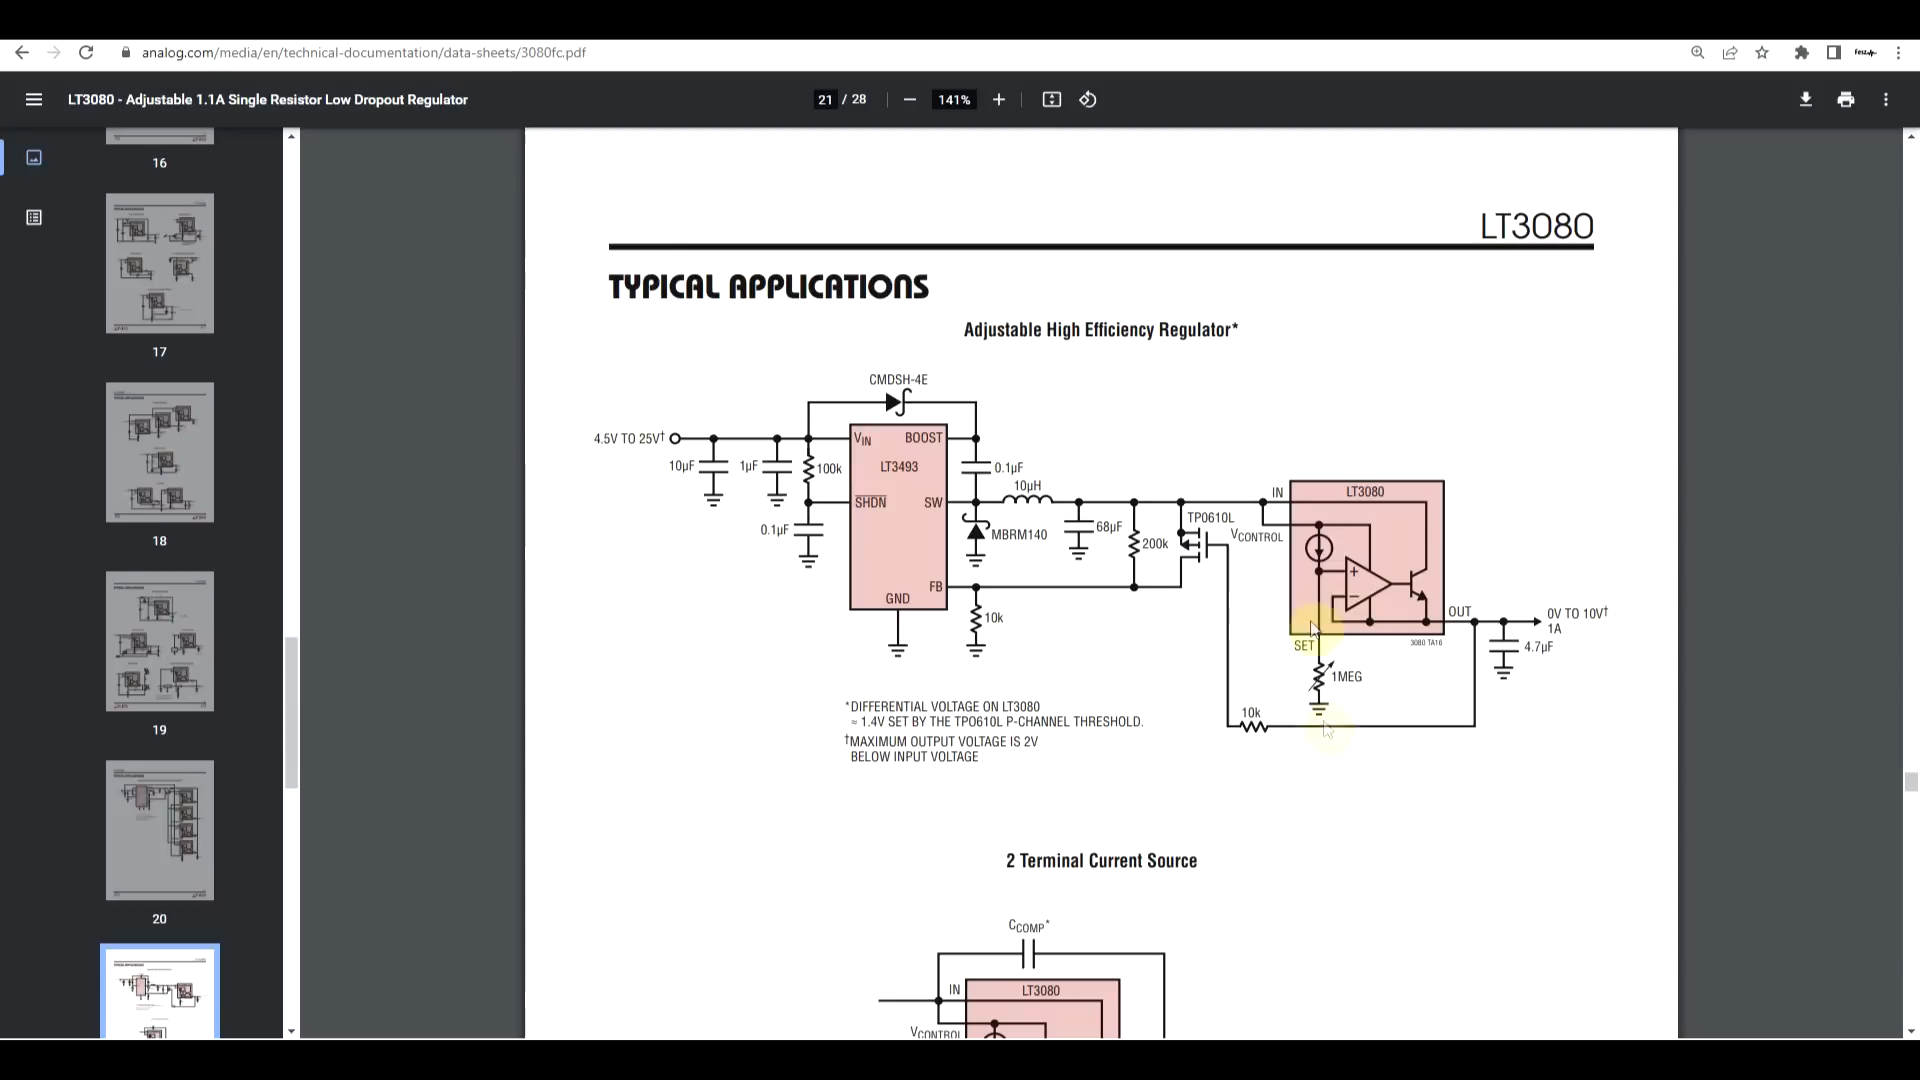 analog.com/media/en/technical-documentation/data-sheets/3080fc.pdf
LT3080 - Adjustable 1.1A Single Resistor Low Dropout Regulator
21 / 28
141%
16
17
18
19
20
LT3080
TYPICAL APPLICATIONS
Adjustable High Efficiency Regulator*
CMDSH-4E
4.5V TO 25V†
10µF
1µF
100k
0.1µF
VIN
BOOST
LT3493
SHDN
SW
FB
GND
0.1µF
10µH
MBRM140
68µF
200k
10k
TP0610L
IN
VCONTROL
LT3080
+
–
OUT
0V TO 10V†
1A
4.7µF
SET
3080 TA16
1MEG
10k
*DIFFERENTIAL VOLTAGE ON LT3080
≈ 1.4V SET BY THE TP0610L P-CHANNEL THRESHOLD.
†MAXIMUM OUTPUT VOLTAGE IS 2V
BELOW INPUT VOLTAGE
2 Terminal Current Source
CCOMP*
IN
LT3080
VCONTROL